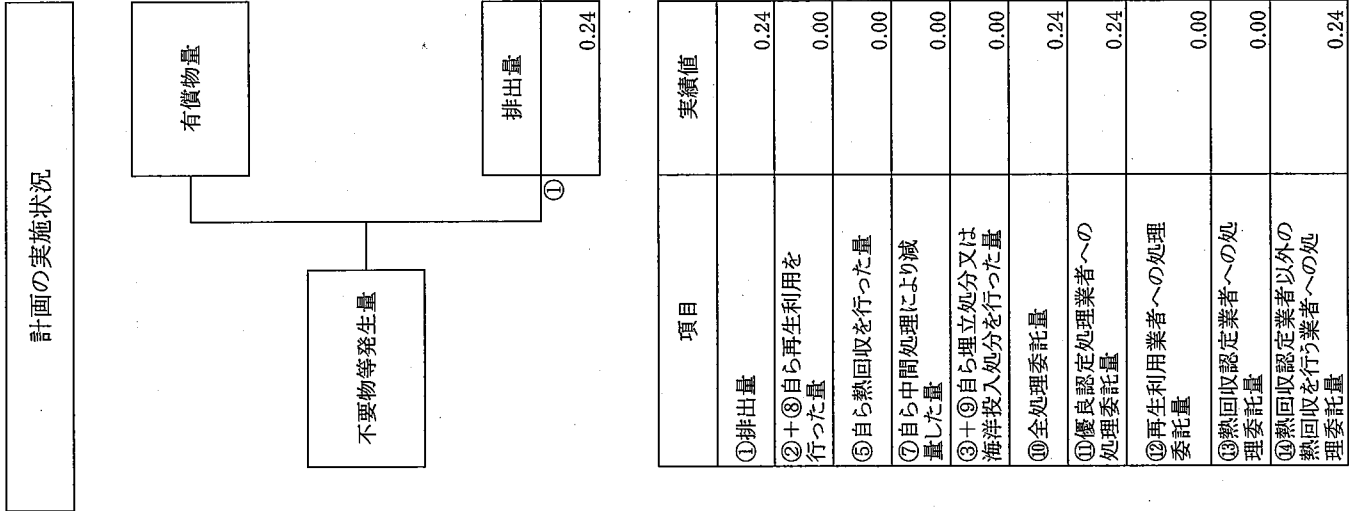 計画の実施状況
有償物量
不要物等発生量
排出量
①
0.24
項目
実績値
①排出量
0.24
②+⑧自ら再生利用を
行った量
0.00
⑤自ら熱回収を行った量
0.00
⑦自ら中間処理により減
量した量
0.00
③+⑨自ら埋立処分又は
海洋投入処分を行った量
0.00
⑩全処理委託量
0.24
⑪優良認定処理業者への
処理委託量
0.24
⑫再生利用業者への処理
委託量
0.00
⑬熱回収認定業者への処
理委託量
0.00
⑭熱回収認定業者以外の
熱回収を行う業者への処
理委託量
0.24